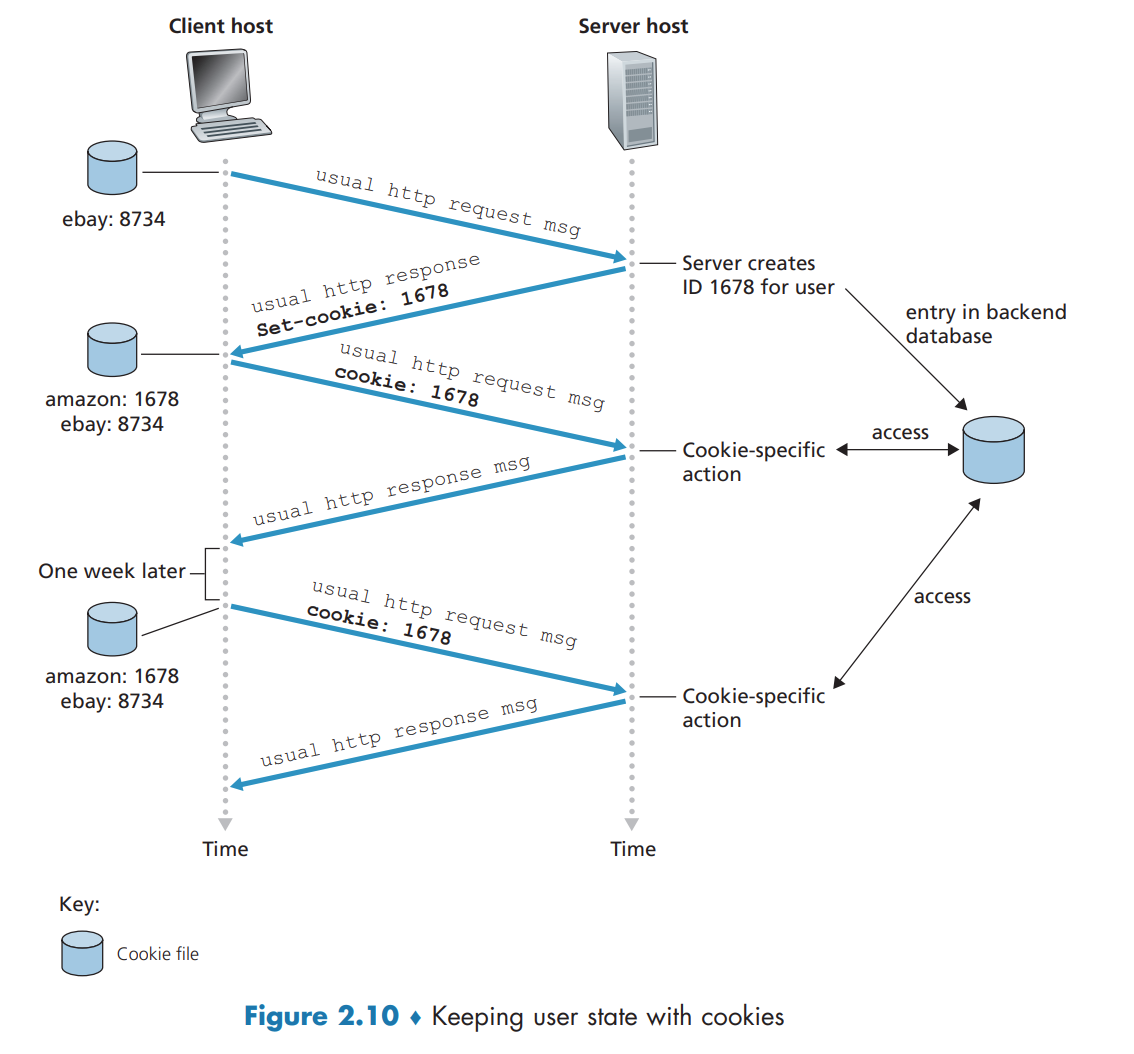 Client host
Server host
ebay: 8734
usual http request msg
Server creates
ID 1678 for user
usual http response
Set-cookie: 1678
entry in backend
database
amazon: 1678
ebay: 8734
usual http request msg
cookie: 1678
Cookie-specific
action
access
usual http response msg
One week later
amazon: 1678
ebay: 8734
usual http request msg
cookie: 1678
access
Cookie-specific
action
usual http response msg
Time
Time
Key:
Cookie file
Figure 2.10 ♦ Keeping user state with cookies